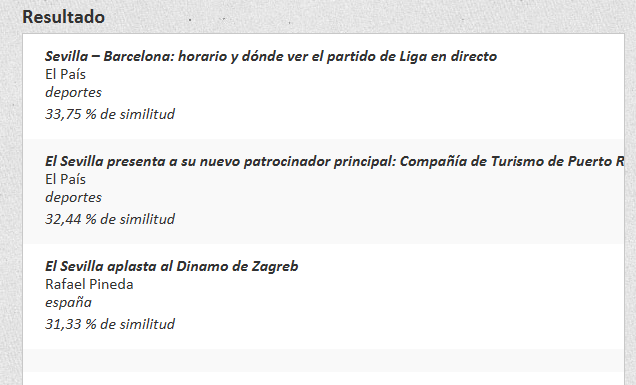 Resultado
Sevilla – Barcelona: horario y dónde ver el partido de Liga en directo
El País
deportes
33,75 % de similitud
El Sevilla presenta a su nuevo patrocinador principal: Compañía de Turismo de Puerto R
El País
deportes
32,44 % de similitud
El Sevilla aplasta al Dinamo de Zagreb
Rafael Pineda
españa
31,33 % de similitud